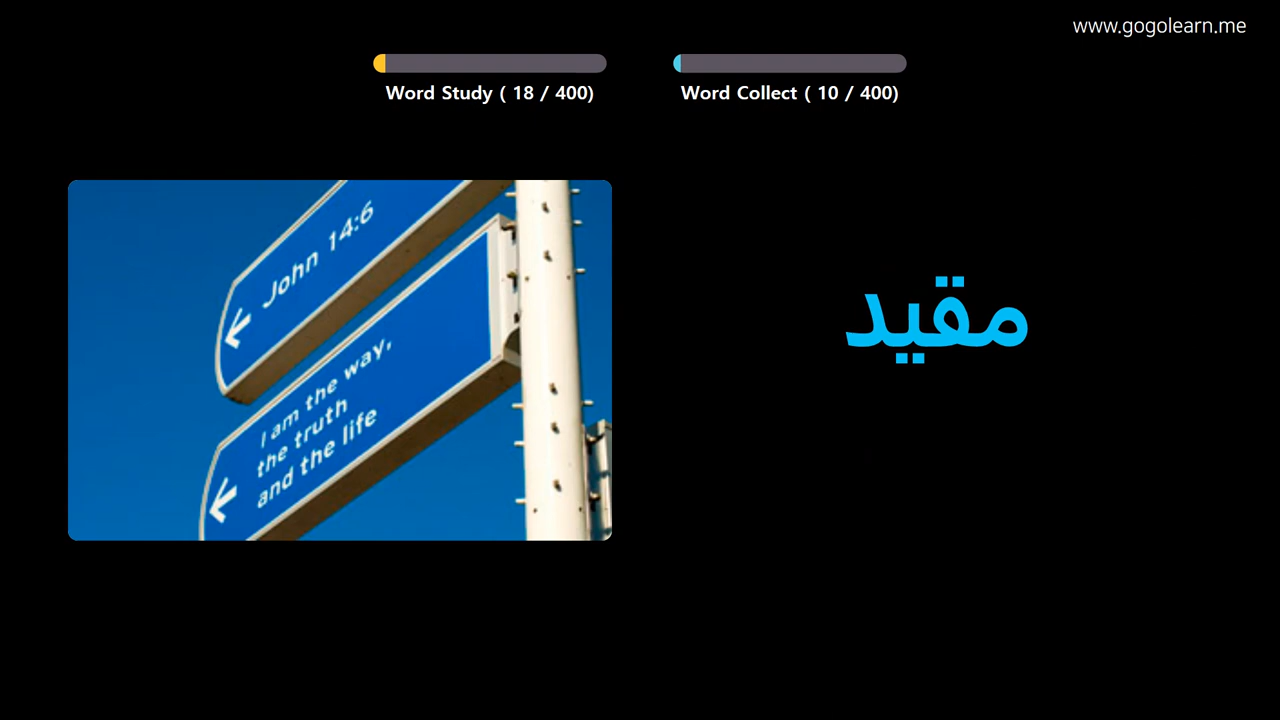 www.gogolearn.me
Word Study ( 18 / 400)
Word Collect ( 10 / 400)
John 14:6
I am the way,
the truth
and the life
مقيد